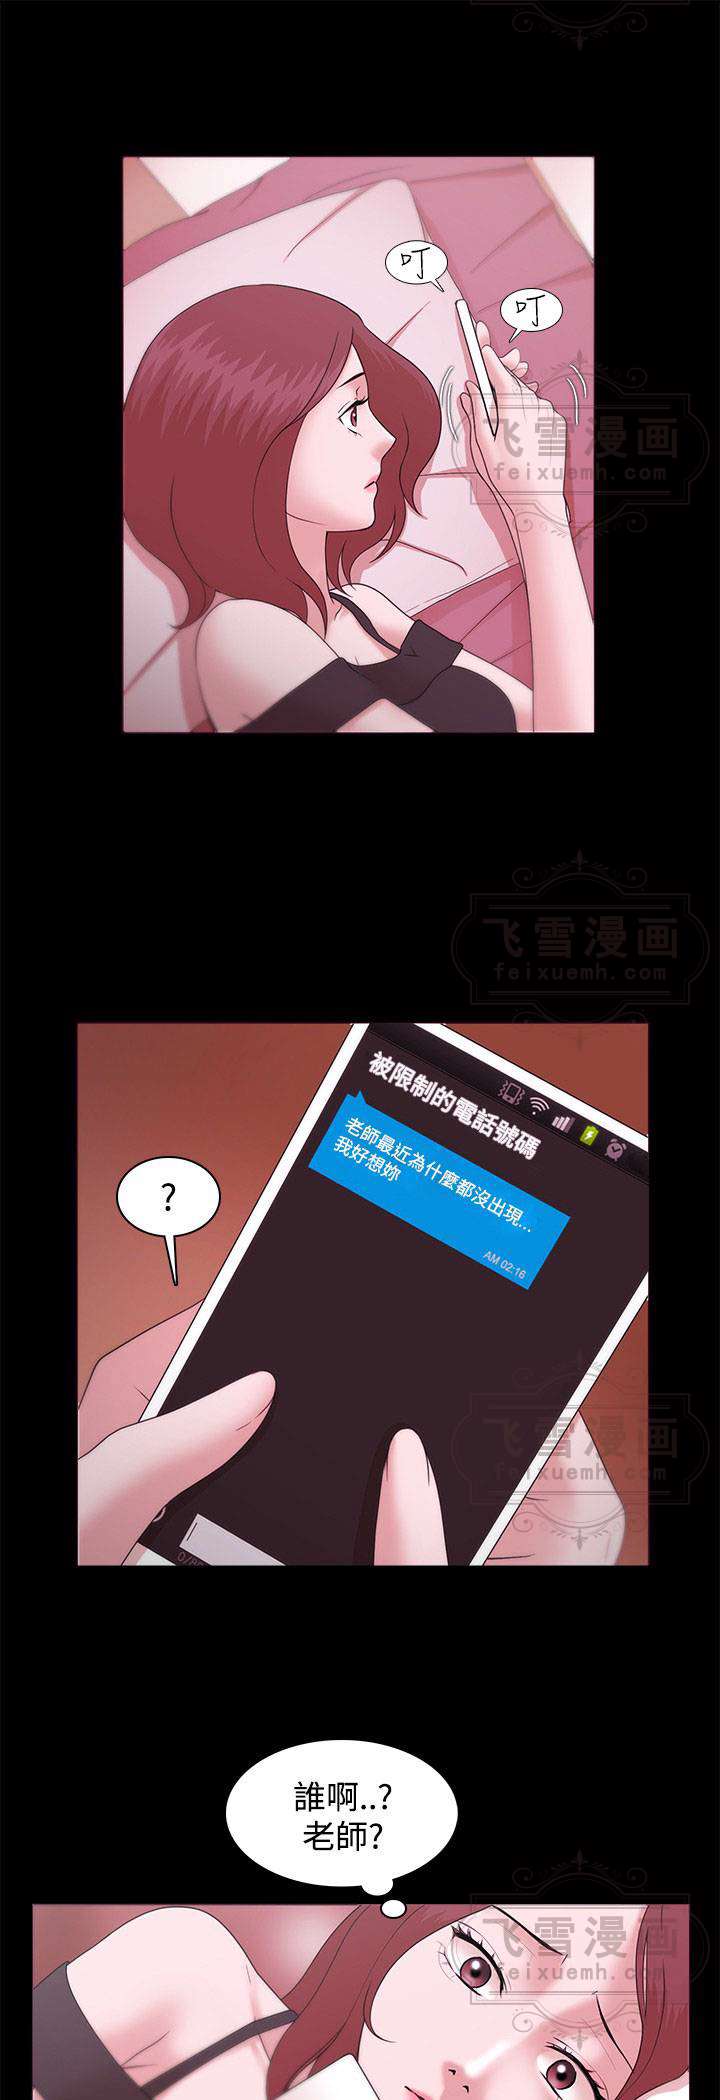 叮
叮
飞雪漫画
feixuemh.com
飞雪漫画
feixuemh.com
被限制的電話號碼
老師最近為什麼都沒出現...
我好想妳
AM 02:16
?
飞雪漫画
feixuemh.com
誰啊..?
老師?
飞雪漫画
feixuemh.com